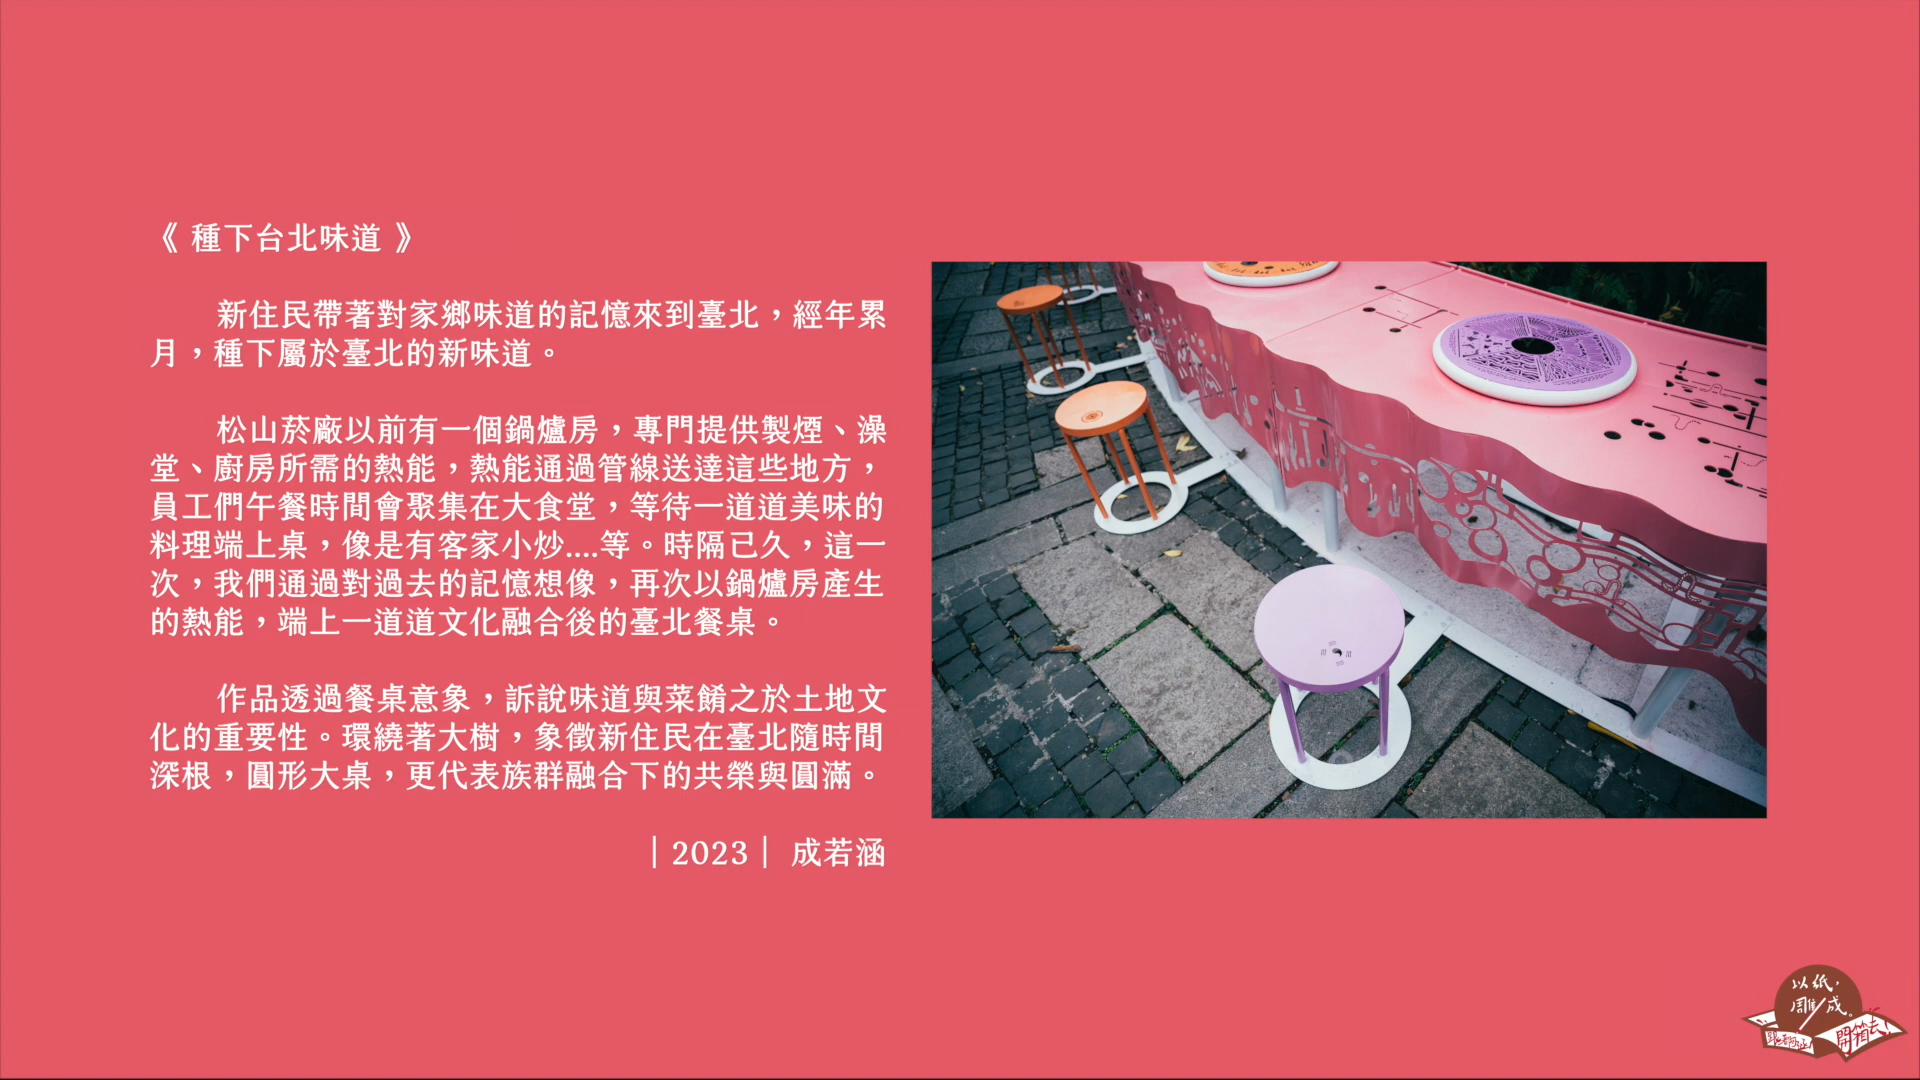 《 種下台北味道 》
新住民帶著對家鄉味道的記憶來到臺北，經年累
月，種下屬於臺北的新味道。
松山菸廠以前有一個鍋爐房，專門提供製煙、澡
堂、廚房所需的熱能，熱能通過管線送達這些地方，
員工們午餐時間會聚集在大食堂，等待一道道美味的
料理端上桌，像是有客家小炒....等。時隔已久，這一
次，我們通過對過去的記憶想像，再次以鍋爐房產生
的熱能，端上一道道文化融合後的臺北餐桌。
作品透過餐桌意象，訴說味道與菜餚之於土地文
化的重要性。環繞著大樹，象徵新住民在臺北隨時間
深根，圓形大桌，更代表族群融合下的共榮與圓滿。
｜2023｜ 成若涵
以紙，
雕／成。
開箱去！